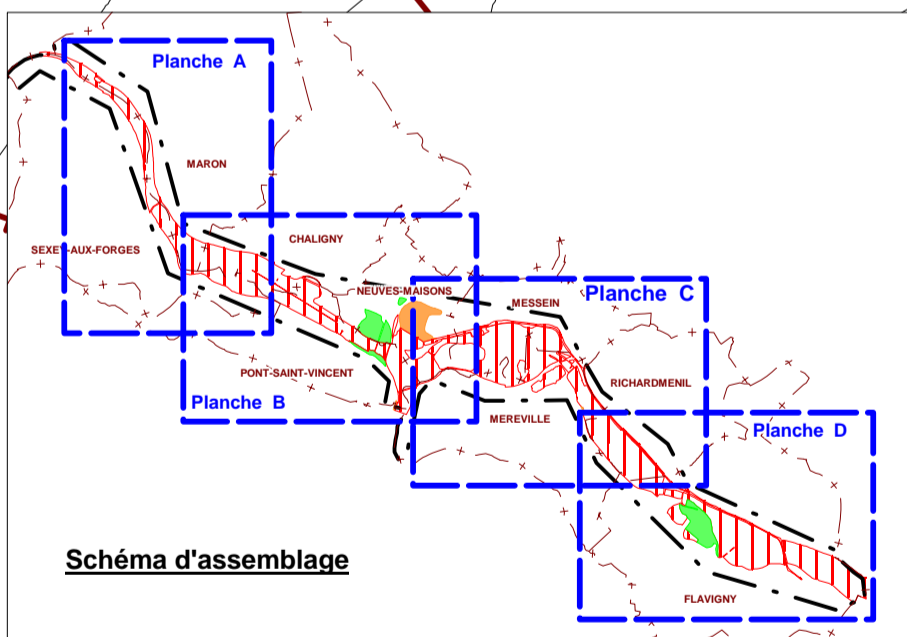 Planche A
MARON
SEXEY-AUX-FORGES
CHALIGNY
NEUVES-MAISONS
MESSEIN
Planche C
PONT-SAINT-VINCENT
RICHARDMENIL
Planche B
MEREVILLE
Planche D
Schéma d'assemblage
FLAVIGNY